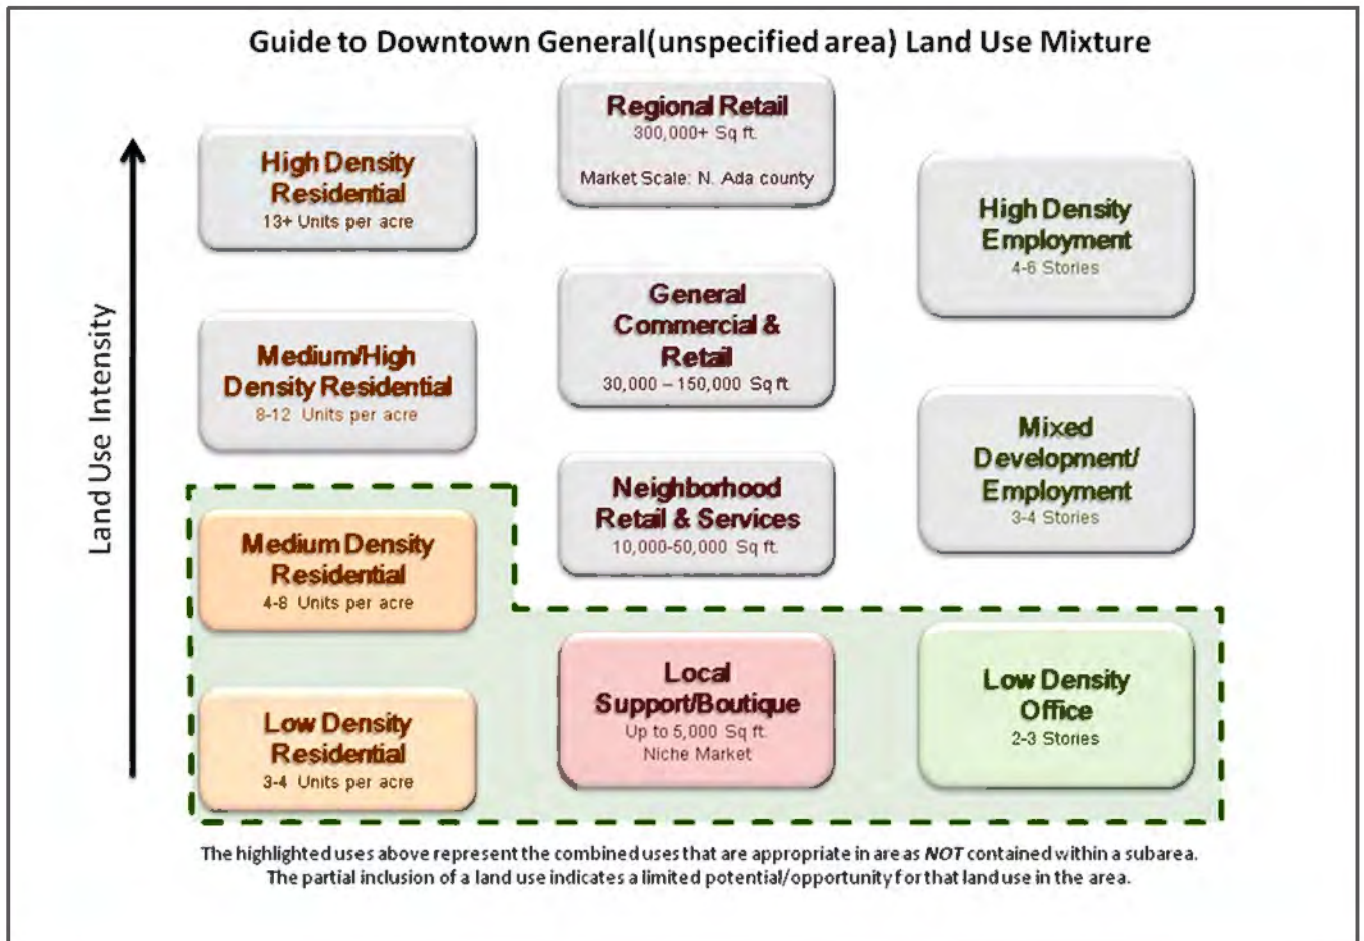 Guide to Downtown General(unspecified area) Land Use Mixture
Land Use Intensity
High Density
Residential
13+ Units per acre
Medium/High
Density Residential
8-12 Units per acre
Medium Density
Residential
4-8 Units per acre
Low Density
Residential
3-4 Units per acre
Regional Retail
300,000+ Sq ft.
Market Scale: N. Ada county
General
Commercial &
Retail
30,000 – 150,000 Sq ft.
Neighborhood
Retail & Services
10,000-50,000 Sq ft.
Local
Support/Boutique
Up to 5,000 Sq ft.
Niche Market
High Density
Employment
4-6 Stories
Mixed
Development/
Employment
3-4 Stories
Low Density
Office
2-3 Stories
The highlighted uses above represent the combined uses that are appropriate in areas NOT contained within a subarea.
The partial inclusion of a land use indicates a limited potential/opportunity for that land use in the area.